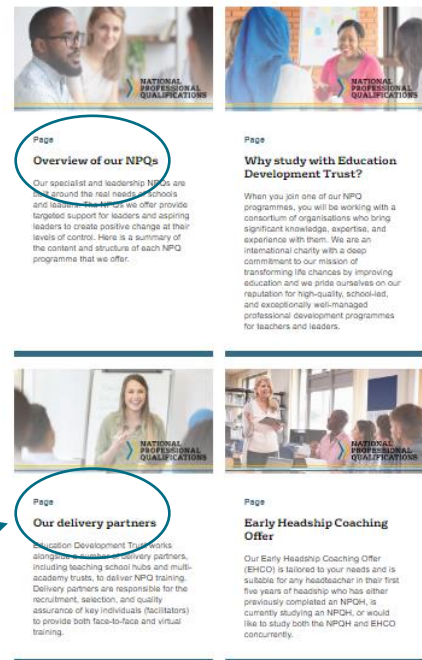 NATIONAL
PROFESSIONAL
QUALIFICATIONS
Page
Overview of our NPQs
Our specialist and leadership NPQs are
built around the real needs of schools
and leaders. The NPQs we offer provide
targeted support for leaders and aspiring
leaders to create positive change at their
levels of control. Here is a summary of
the content and structure of each NPQ
programme that we offer.
NATIONAL
PROFESSIONAL
QUALIFICATIONS
Page
Why study with Education
Development Trust?
When you join one of our NPQ
programmes, you will be working with a
consortium of organisations who bring
significant knowledge, expertise, and
experience with them. We are an
international charity with a deep
commitment to our mission of
transforming life chances by improving
education and we pride ourselves on our
reputation for high-quality, school-led,
and exceptionally well-managed
professional development programmes
for teachers and leaders.
NATIONAL
PROFESSIONAL
QUALIFICATIONS
Page
Our delivery partners
Education Development Trust works
alongside a number of delivery partners,
including teaching school hubs and multi-
academy trusts, to deliver NPQ training.
Delivery partners are responsible for the
recruitment, selection, and quality
assurance of key individuals (facilitators)
to provide both face-to-face and virtual
training.
NATIONAL
PROFESSIONAL
QUALIFICATIONS
Page
Early Headship Coaching
Offer
Our Early Headship Coaching Offer
(EHCO) is tailored to your needs and is
suitable for any headteacher in their first
five years of headship who has either
previously completed an NPQH, is
currently studying an NPQH, or would
like to study both the NPQH and EHCO
concurrently.